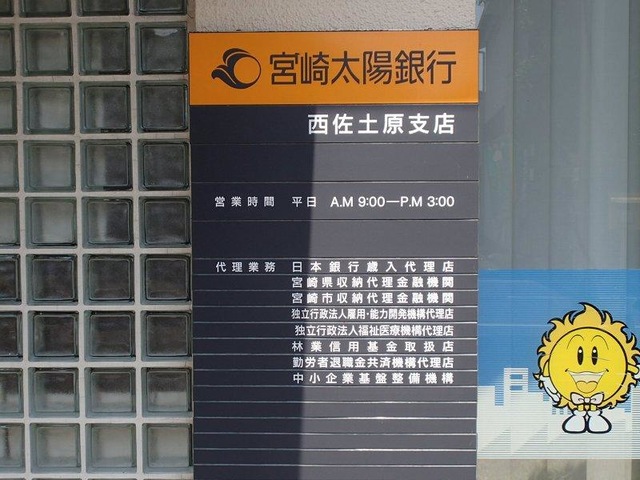 宮崎太陽銀行
西佐土原支店
営業時間 平日 A.M 9:00—P.M 3:00
代理業務 日本銀行歳入代理店
宮崎県収納代理金融機関
宮崎市収納代理金融機関
独立行政法人雇用・能力開発機構代理店
独立行政法人福祉医療機構代理店
林業信用基金取扱店
勤労者退職金共済機構代理店
中小企業基盤整備機構